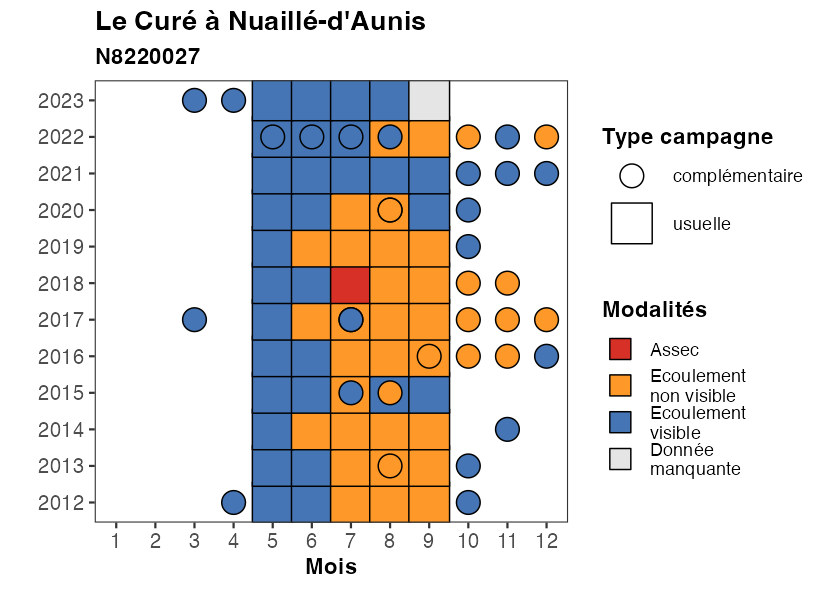 Le Curé à Nuaillé-d'Aunis
N8220027
2023
2022
2021
2020
2019
2018
2017
2016
2015
2014
2013
2012
1 2 3 4 5 6 7 8 9 10 11 12
Mois
Type campagne
complémentaire
usuelle
Modalités
Assec
Ecoulement
non visible
Ecoulement
visible
Donnée
manquante